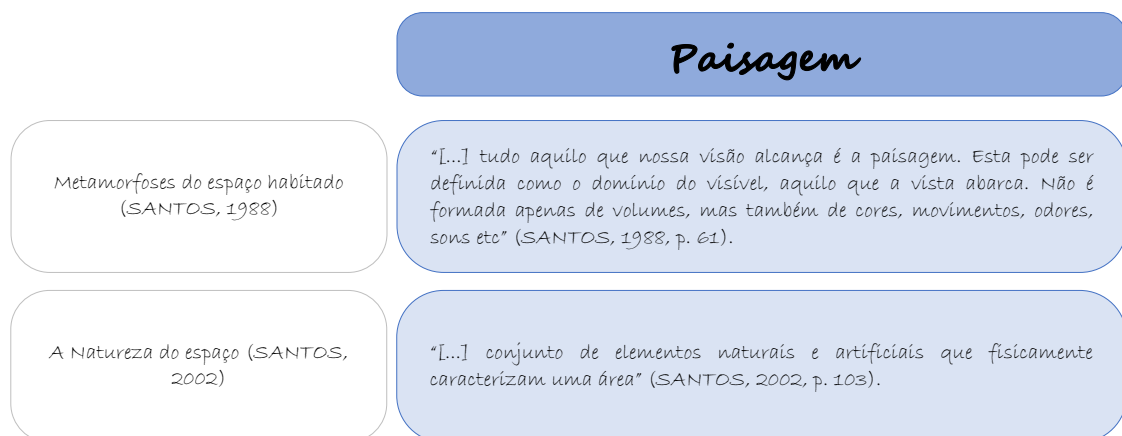 Paisagem
Metamorfoses do espaço habitado
(SANTOS, 1988)
"[...] tudo aquilo que nossa visão alcança é a paisagem. Esta pode ser
definida como o domínio do visível, aquilo que a vista abarca. Não é
formada apenas de volumes, mas também de cores, movimentos, odores,
sons etc" (SANTOS, 1988, p. 61).
A Natureza do espaço (SANTOS,
2002)
"[...] conjunto de elementos naturais e artificiais que fisicamente
caracterizam uma área" (SANTOS, 2002, p. 103).